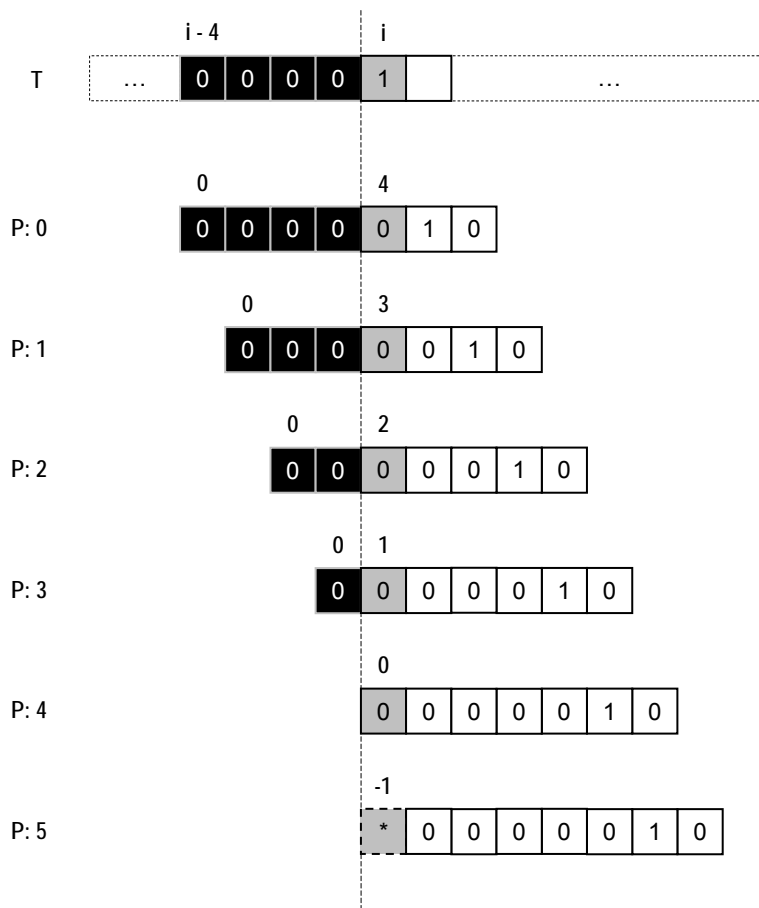 i - 4 i
T ... 0 0 0 0 1 ...
0 4
P: 0 0 0 0 0 0 1 0
0 3
P: 1 0 0 0 0 0 1 0
0 2
P: 2 0 0 0 0 0 1 0
0 1
P: 3 0 0 0 0 0 1 0
0
P: 4 0 0 0 0 0 1 0
-1
P: 5 * 0 0 0 0 0 1 0